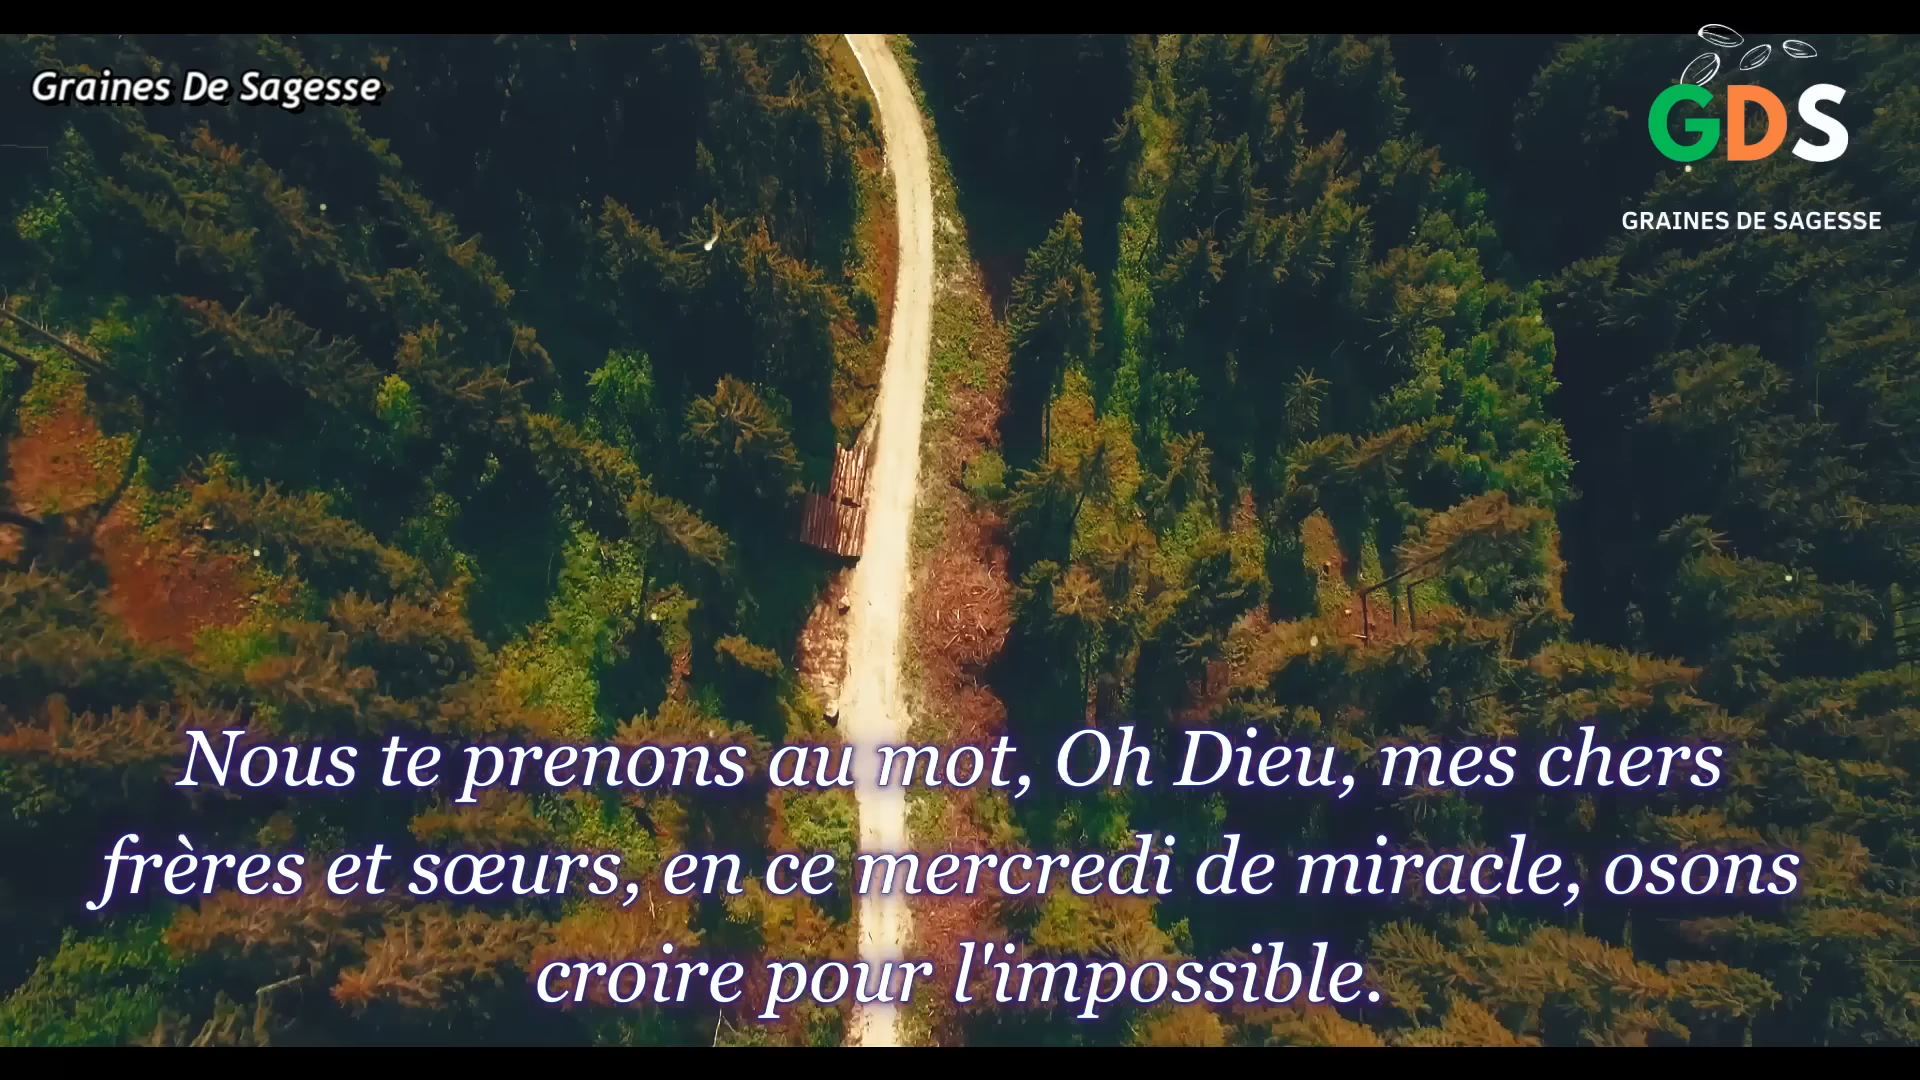 Graines De Sagesse
GDS
GRAINES DE SAGESSE
Nous te prenons au mot, Oh Dieu, mes chers
frères et sœurs, en ce mercredi de miracle, osons
croire pour l'impossible.